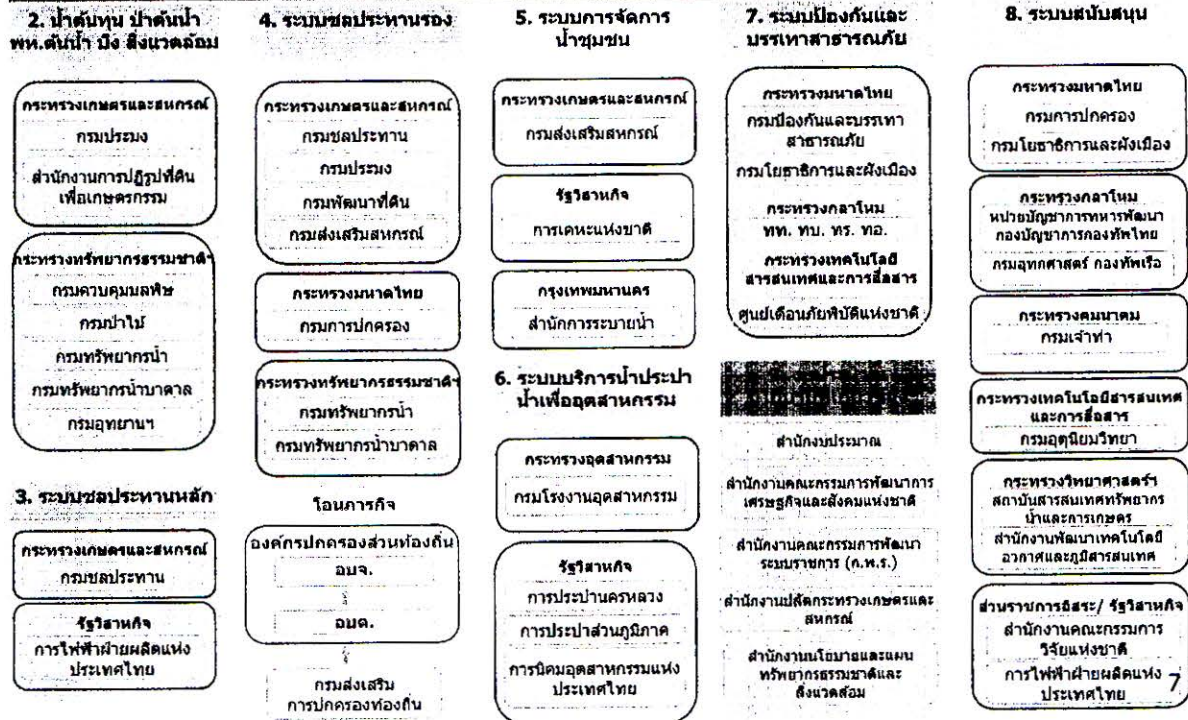 2. น้ำต้นทุน ป่าต้นน้ำ
พท.ต้นน้ำ บึง สิ่งแวดล้อม
กระทรวงเกษตรและสหกรณ์
กรมประมง
สำนักงานการปฏิรูปที่ดิน
เพื่อเกษตรกรรม
กระทรวงทรัพยากรธรรมชาติฯ
กรมควบคุมมลพิษ
กรมป่าไม้
กรมทรัพยากรน้ำ
กรมทรัพยากรน้ำบาดาล
กรมอุทยานฯ
3. ระบบชลประทานหลัก
กระทรวงเกษตรและสหกรณ์
กรมชลประทาน
รัฐวิสาหกิจ
การไฟฟ้าฝ่ายผลิตแห่ง
ประเทศไทย
4. ระบบชลประทานรอง
กระทรวงเกษตรและสหกรณ์
กรมชลประทาน
กรมประมง
กรมพัฒนาที่ดิน
กรมส่งเสริมสหกรณ์
กระทรวงมหาดไทย
กรมการปกครอง
กระทรวงทรัพยากรธรรมชาติฯ
กรมทรัพยากรน้ำ
กรมทรัพยากรน้ำบาดาล
โอนภารกิจ
องค์กรปกครองส่วนท้องถิ่น
อบจ.
อบต.
กรมส่งเสริม
การปกครองท้องถิ่น
5. ระบบการจัดการ
น้ำชุมชน
กระทรวงเกษตรและสหกรณ์
กรมส่งเสริมสหกรณ์
รัฐวิสาหกิจ
การเคหะแห่งชาติ
กรุงเทพมหานคร
สำนักการระบายน้ำ
6. ระบบบริการน้ำประปา
น้ำเพื่ออุตสาหกรรม
กระทรวงอุตสาหกรรม
กรมโรงงานอุตสาหกรรม
รัฐวิสาหกิจ
การประปานครหลวง
การประปาส่วนภูมิภาค
การนิคมอุตสาหกรรมแห่ง
ประเทศไทย
7. ระบบป้องกันและ
บรรเทาสาธารณภัย
กระทรวงมหาดไทย
กรมป้องกันและบรรเทา
สาธารณภัย
กรมโยธาธิการและผังเมือง
กระทรวงกลาโหม
ทท. ทบ. ทร. ทอ.
กระทรวงเทคโนโลยี
สารสนเทศและการสื่อสาร
ศูนย์เตือนภัยพิบัติแห่งชาติ
สำนักงบประมาณ
สำนักงานคณะกรรมการพัฒนาการ
เศรษฐกิจและสังคมแห่งชาติ
สำนักงานคณะกรรมการพัฒนา
ระบบราชการ (ก.พ.ร.)
สำนักงานปลัดกระทรวงเกษตรและ
สหกรณ์
สำนักงานนโยบายและแผน
ทรัพยากรธรรมชาติและ
สิ่งแวดล้อม
8. ระบบสนับสนุน
กระทรวงมหาดไทย
กรมการปกครอง
กรมโยธาธิการและผังเมือง
กระทรวงกลาโหม
หน่วยบัญชาการทหารพัฒนา
กองบัญชาการกองทัพไทย
กรมอุทกศาสตร์ กองทัพเรือ
กระทรวงคมนาคม
กรมเจ้าท่า
กระทรวงเทคโนโลยีสารสนเทศ
และการสื่อสาร
กรมอุตุนิยมวิทยา
กระทรวงวิทยาศาสตร์ฯ
สถาบันสารสนเทศทรัพยากร
น้ำและการเกษตร
สำนักงานพัฒนาเทคโนโลยี
อวกาศและภูมิสารสนเทศ
ส่วนราชการอิสระ/ รัฐวิสาหกิจ
สำนักงานคณะกรรมการ
วิจัยแห่งชาติ
การไฟฟ้าฝ่ายผลิตแห่ง
ประเทศไทย
7